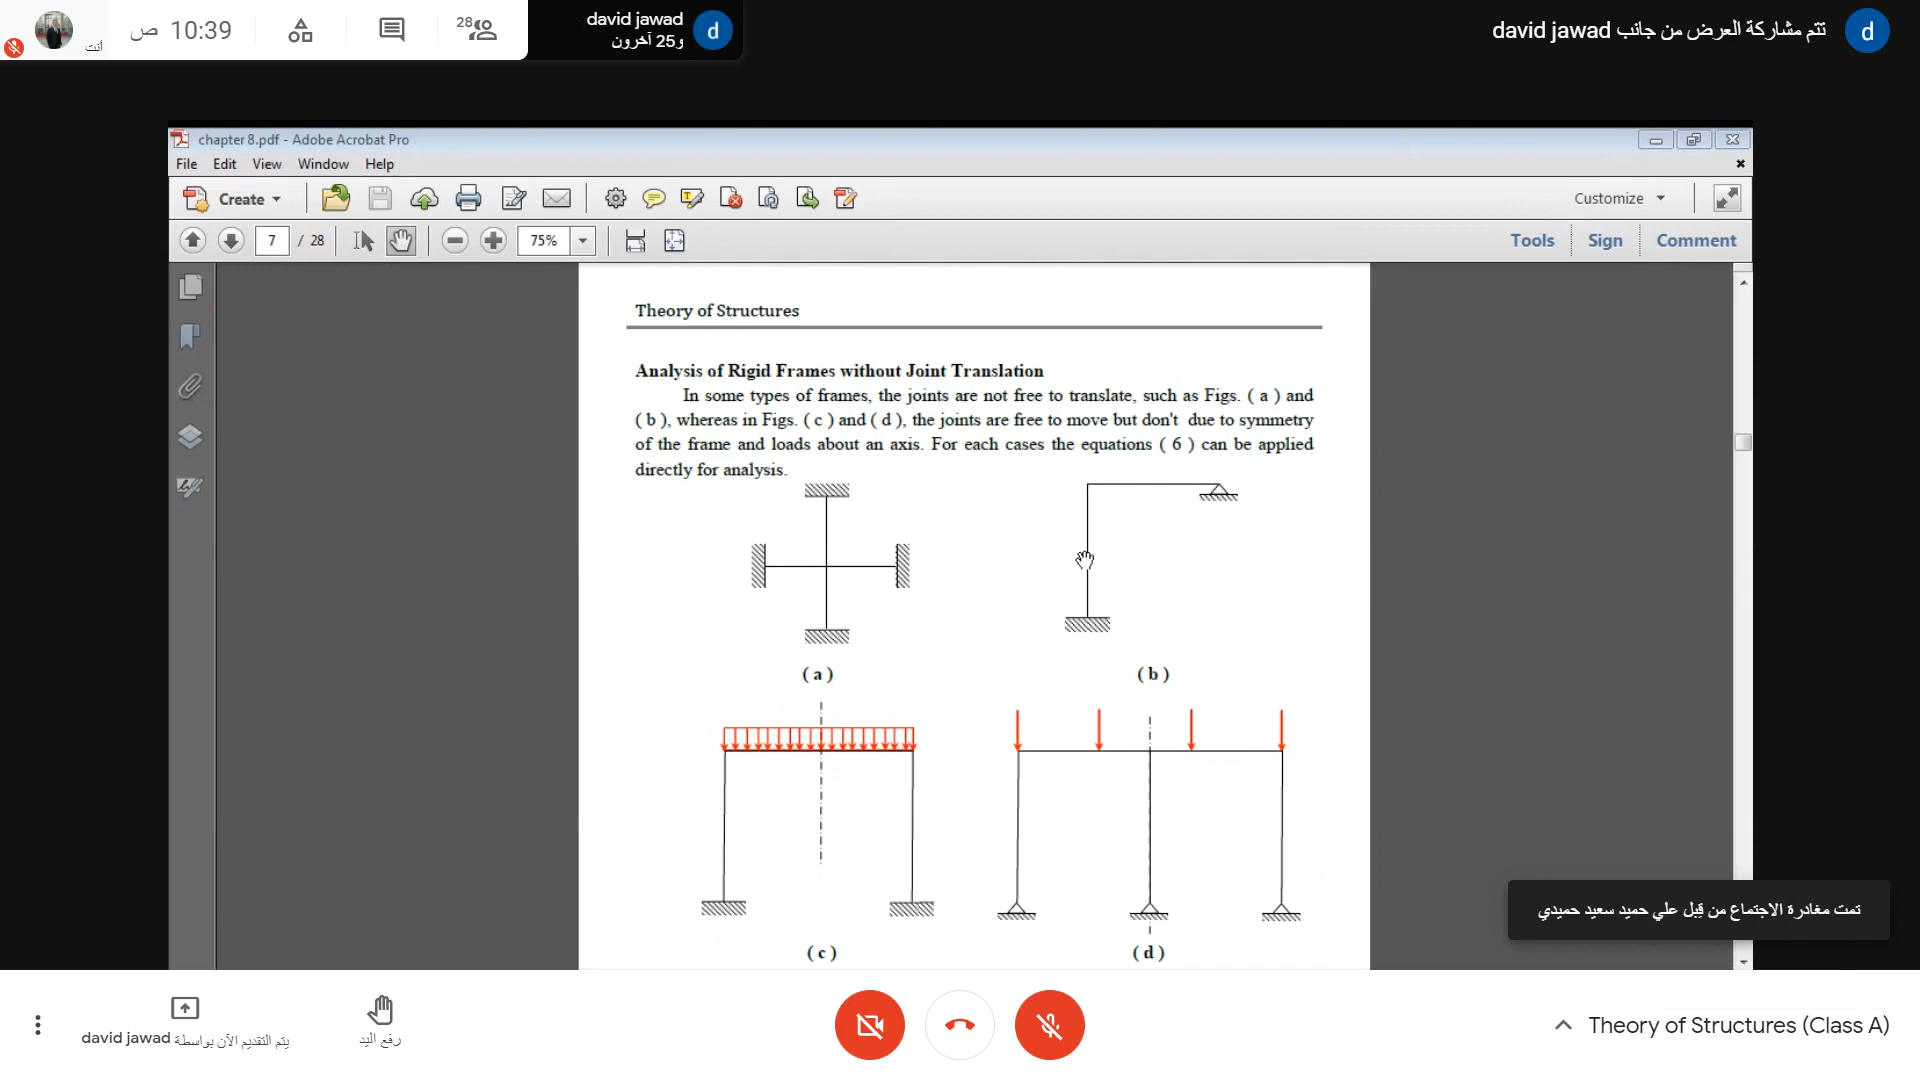 أنت
10:39 ص
28
david jawad
و25 آخرون
d
تتم مشاركة العرض من جانب david jawad
d
chapter 8.pdf - Adobe Acrobat Pro
File Edit View Window Help
Create
Customize
7 / 28
75%
Tools Sign Comment
Theory of Structures
Analysis of Rigid Frames without Joint Translation
In some types of frames, the joints are not free to translate, such as Figs. ( a ) and
( b ), whereas in Figs. ( c ) and ( d ), the joints are free to move but don't due to symmetry
of the frame and loads about an axis. For each cases the equations ( 6 ) can be applied
directly for analysis.
( a )
( b )
( c )
( d )
تمت مغادرة الاجتماع من قِبل علي حميد سعيد حميدي
يتم التقديم الآن بواسطة david jawad
رفع اليد
Theory of Structures (Class A)